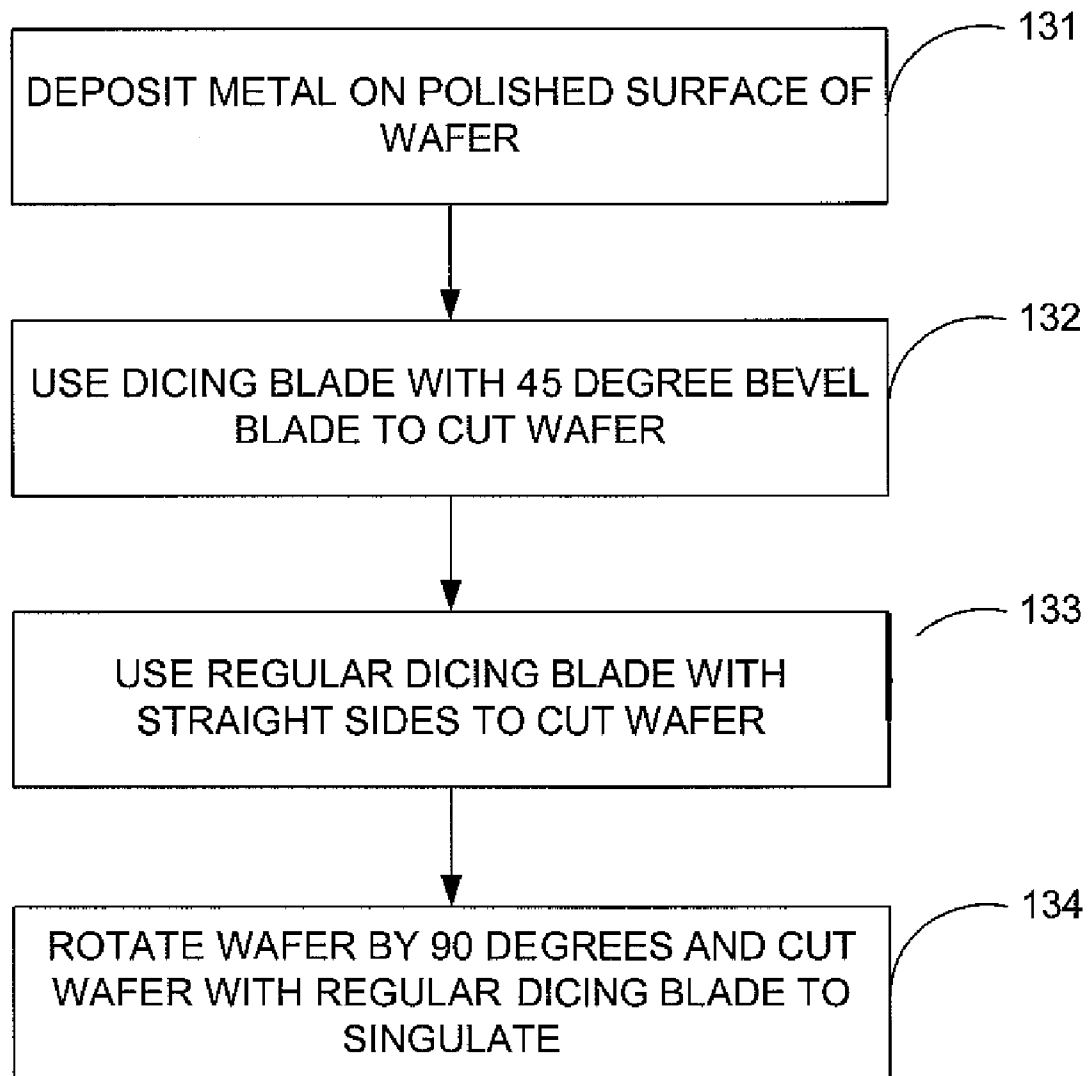 131
DEPOSIT METAL ON POLISHED SURFACE OF
WAFER
132
USE DICING BLADE WITH 45 DEGREE BEVEL
BLADE TO CUT WAFER
133
USE REGULAR DICING BLADE WITH
STRAIGHT SIDES TO CUT WAFER
134
ROTATE WAFER BY 90 DEGREES AND CUT
WAFER WITH REGULAR DICING BLADE TO
SINGULATE